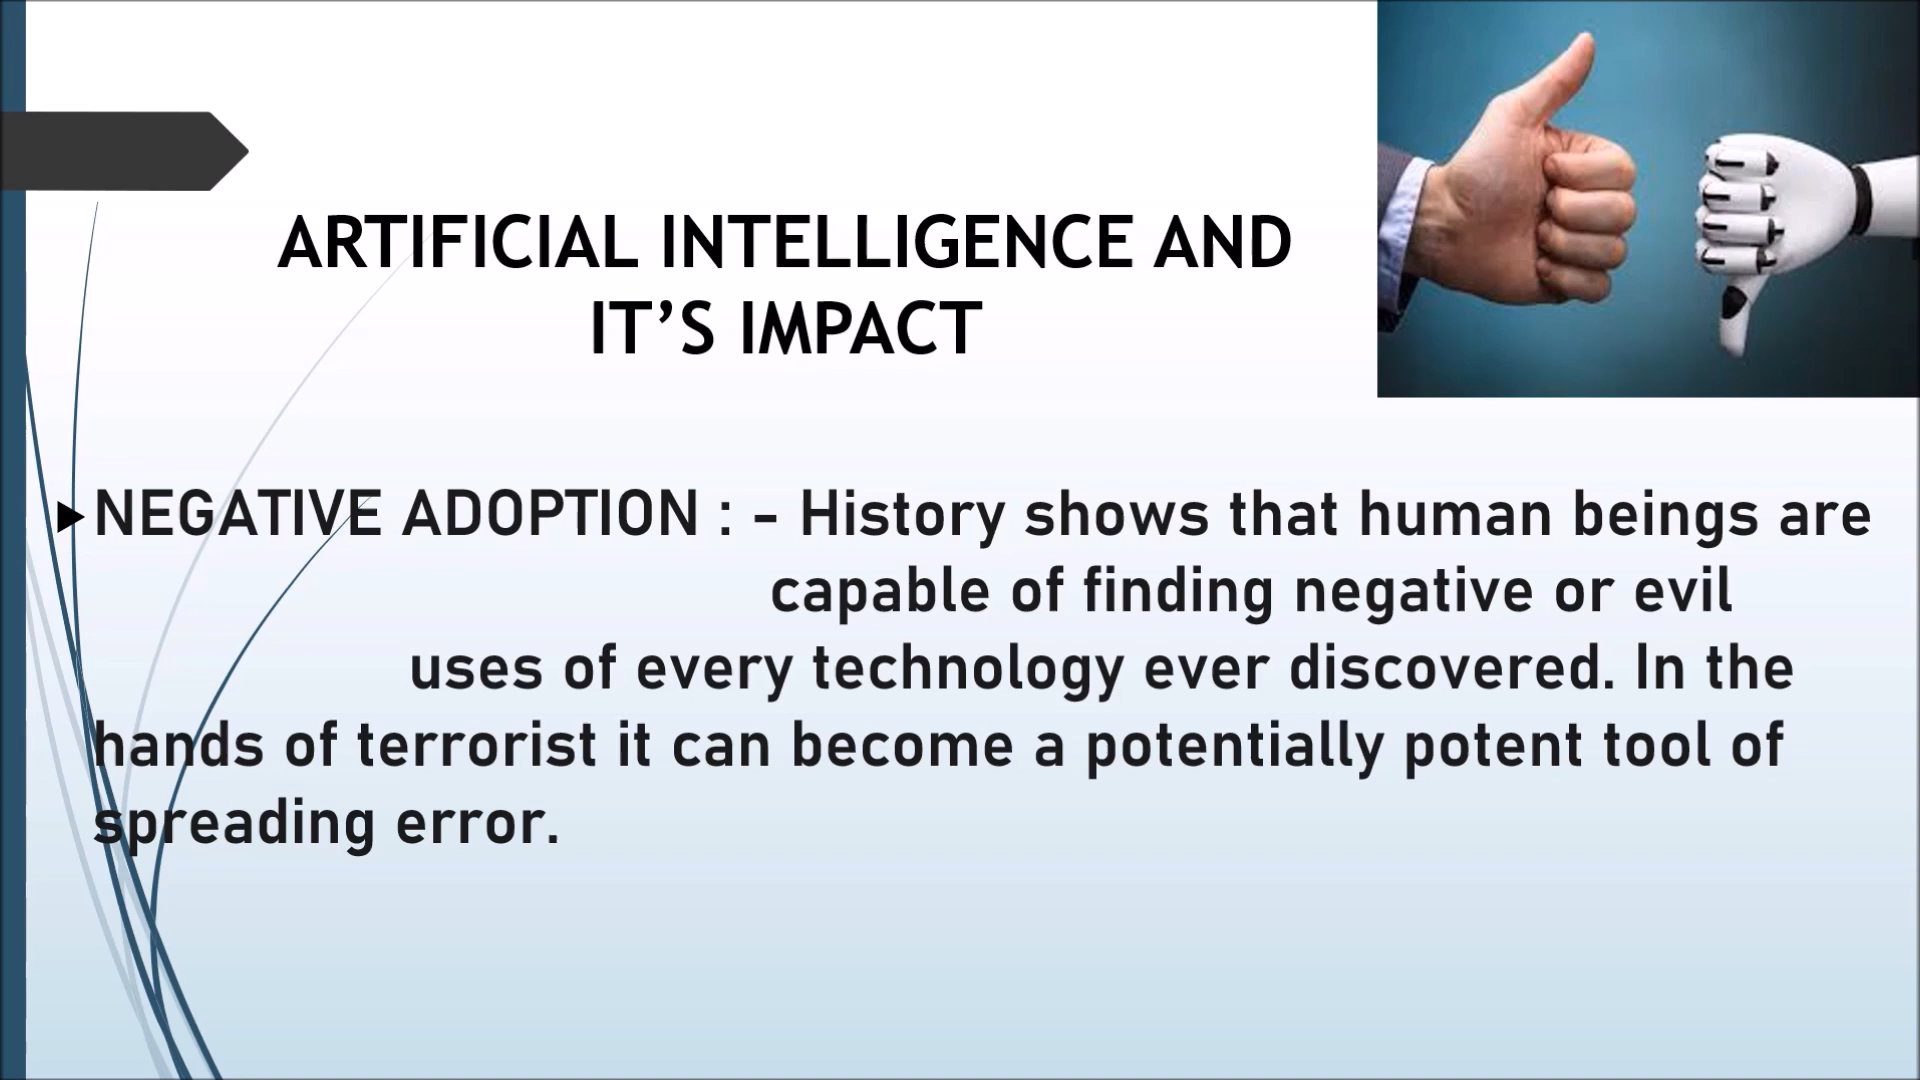 ARTIFICIAL INTELLIGENCE AND
IT’S IMPACT
NEGATIVE ADOPTION : - History shows that human beings are
capable of finding negative or evil
uses of every technology ever discovered. In the
hands of terrorist it can become a potentially potent tool of
spreading error.